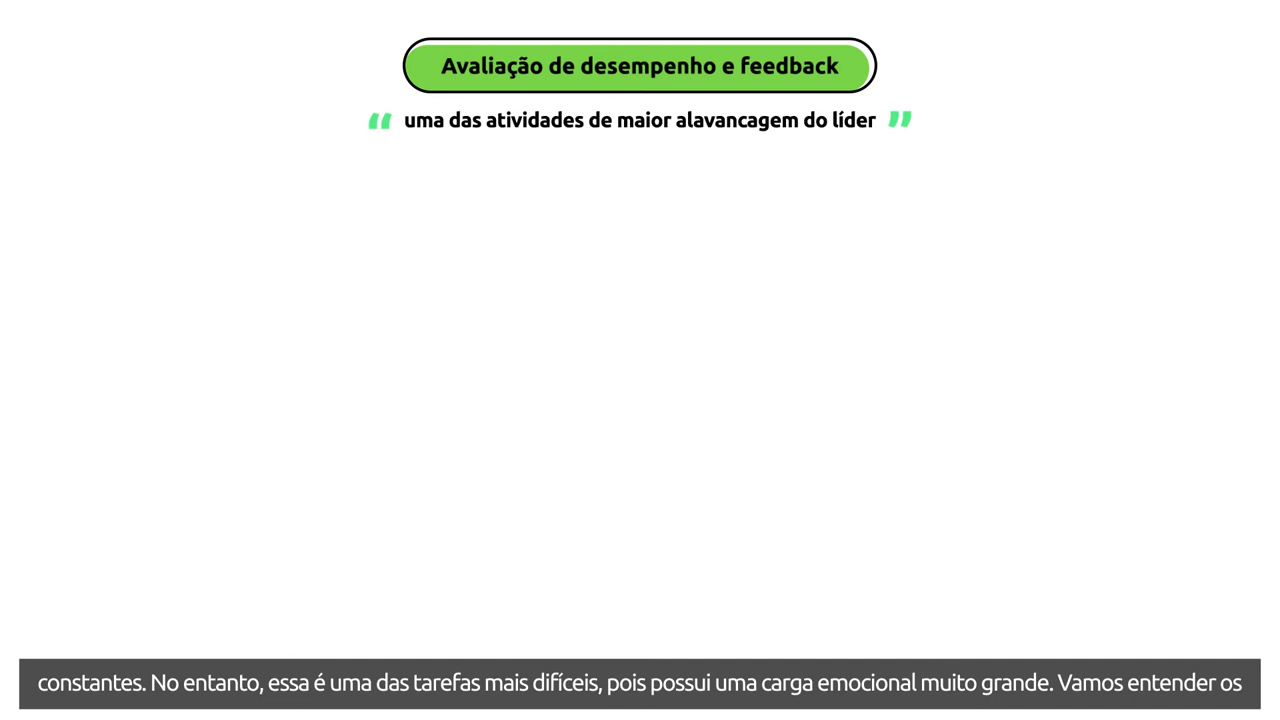 Avaliação de desempenho e feedback
“ uma das atividades de maior alavancagem do líder ”
constantes. No entanto, essa é uma das tarefas mais difíceis, pois possui uma carga emocional muito grande. Vamos entender os